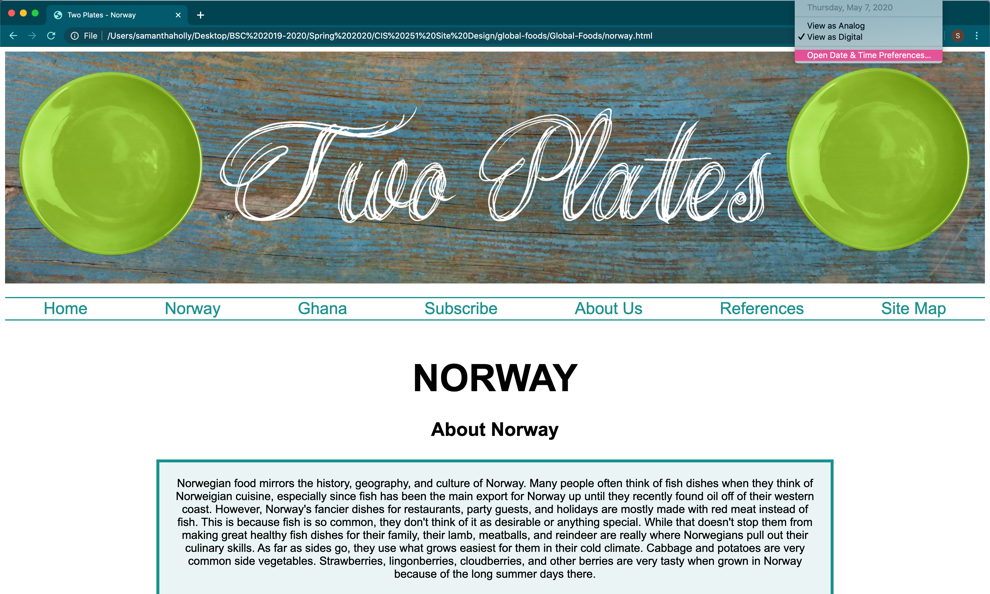 Two Plates - Norway
File | /Users/samanthaholly/Desktop/BSC%202019-2020/Spring%202020/CIS%20251%20Site%20Design/global-foods/Global-Foods/norway.html
S
Thursday, May 7, 2020
View as Analog
✓ View as Digital
Open Date & Time Preferences...
Two Plates
Home Norway Ghana Subscribe About Us References Site Map
NORWAY
About Norway
Norwegian food mirrors the history, geography, and culture of Norway. Many people often think of fish dishes when they think of
Norweigian cuisine, especially since fish has been the main export for Norway up until they recently found oil off of their western
coast. However, Norway's fancier dishes for restaurants, party guests, and holidays are mostly made with red meat instead of
fish. This is because fish is so common, they don't think of it as desirable or anything special. While that doesn't stop them from
making great healthy fish dishes for their family, their lamb, meatballs, and reindeer are really where Norwegians pull out their
culinary skills. As far as sides go, they use what grows easiest for them in their cold climate. Cabbage and potatoes are very
common side vegetables. Strawberries, lingonberries, cloudberries, and other berries are very tasty when grown in Norway
because of the long summer days there.